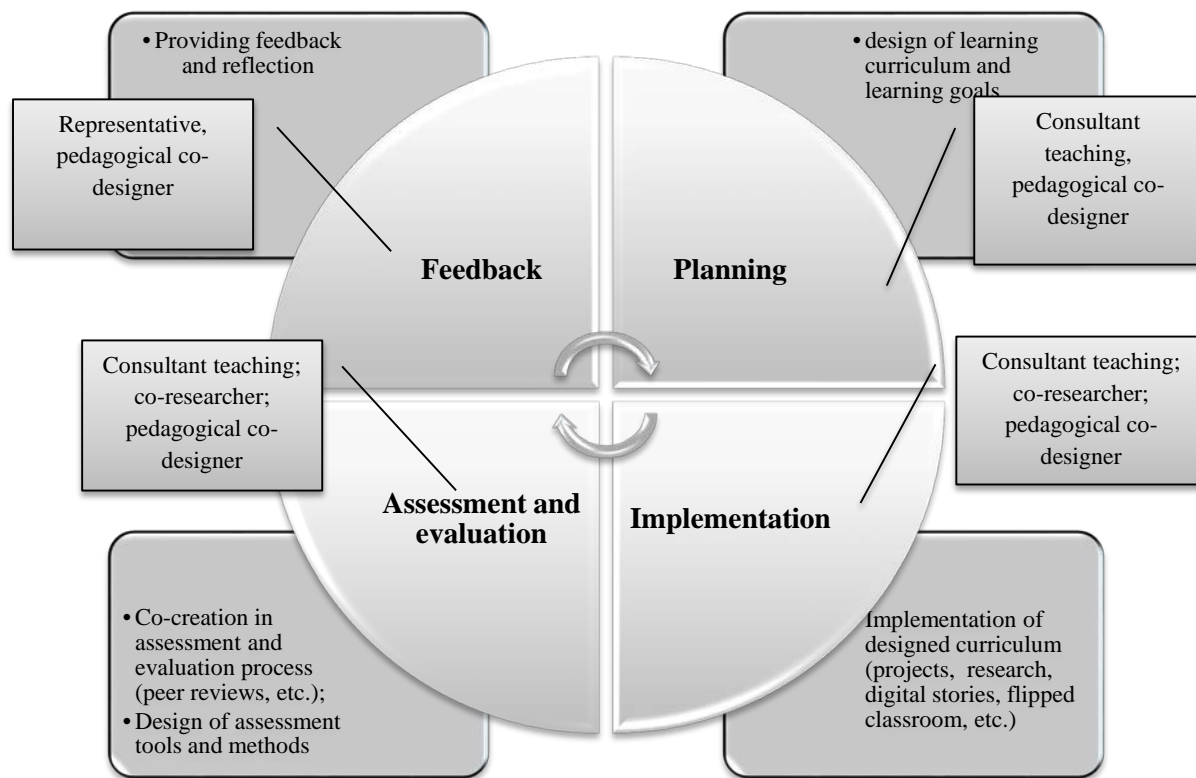 • Providing feedback
and reflection
Representative,
pedagogical co-
designer
Feedback
• design of learning
curriculum and
learning goals
Consultant
teaching,
pedagogical co-
designer
Planning
Consultant teaching;
co-researcher;
pedagogical co-
designer
Assessment and
evaluation
• Co-creation in
assessment and
evaluation process
(peer reviews, etc.);
• Design of assessment
tools and methods
Consultant teaching;
co-researcher;
pedagogical co-
designer
Implementation
Implementation of
designed curriculum
(projects, research,
digital stories, flipped
classroom, etc.)